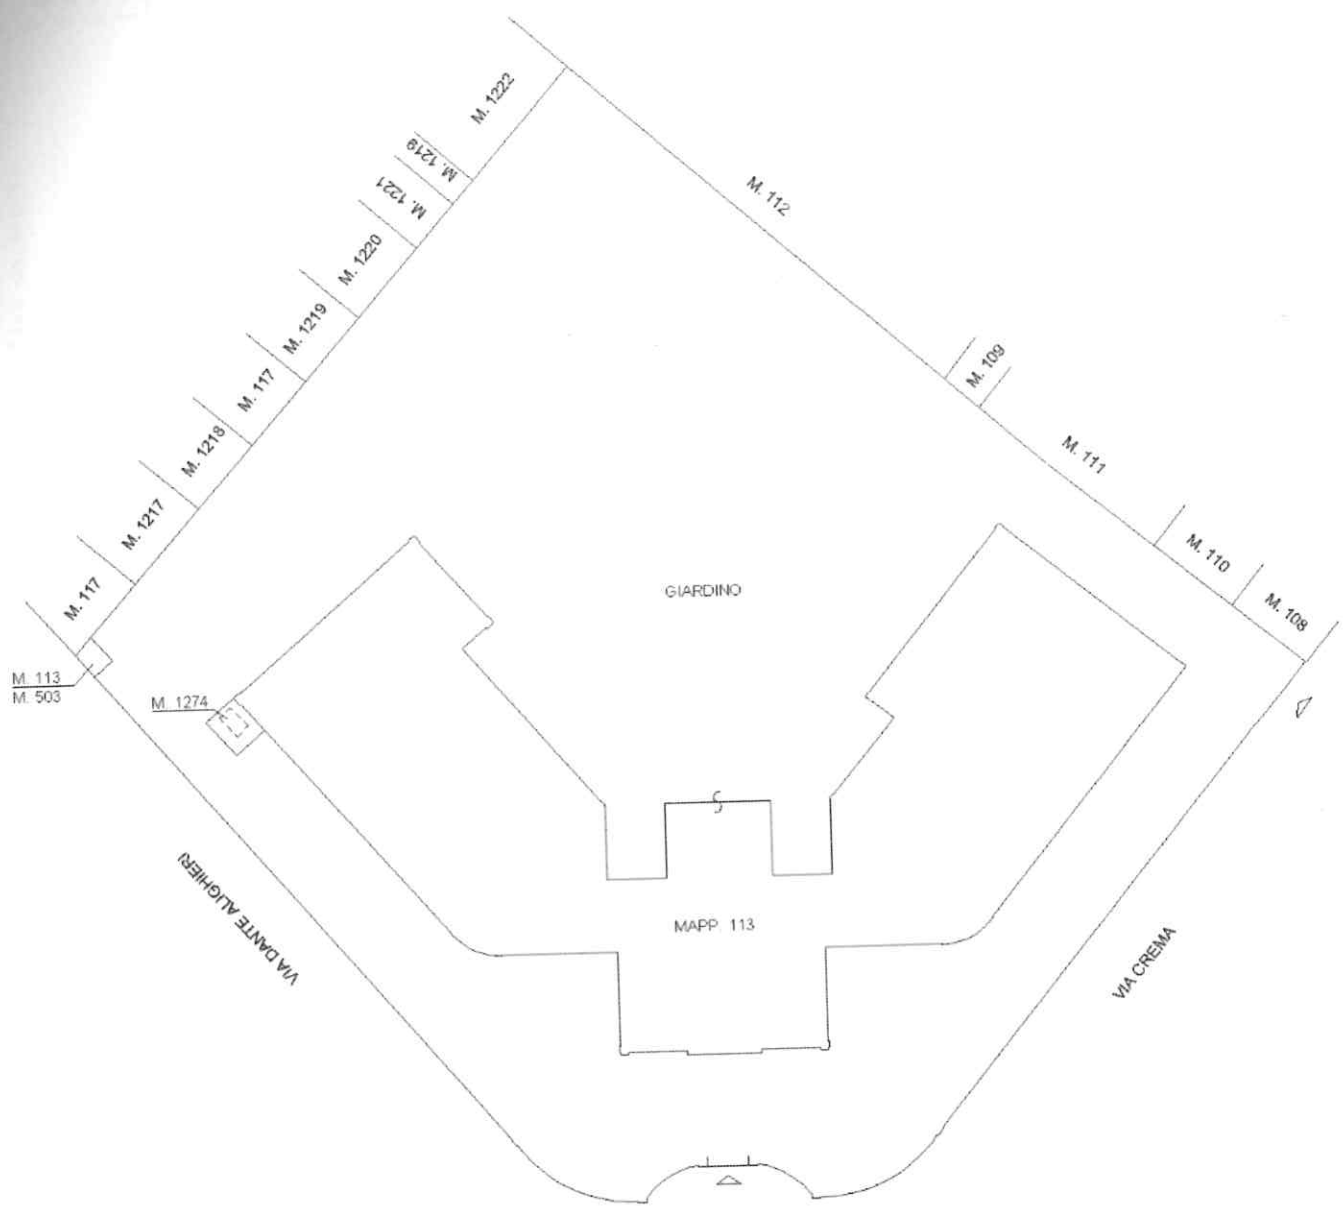 M. 1222
M. 1219
M. 1221
M. 1220
M. 1219
M. 117
M. 1218
M. 1217
M. 117
M. 112
M. 109
M. 111
M. 110
M. 108
GIARDINO
M. 113
M. 503
M. 1274
MAPP. 113
VIA DANTE ALIGHIERI
VIA CREMA